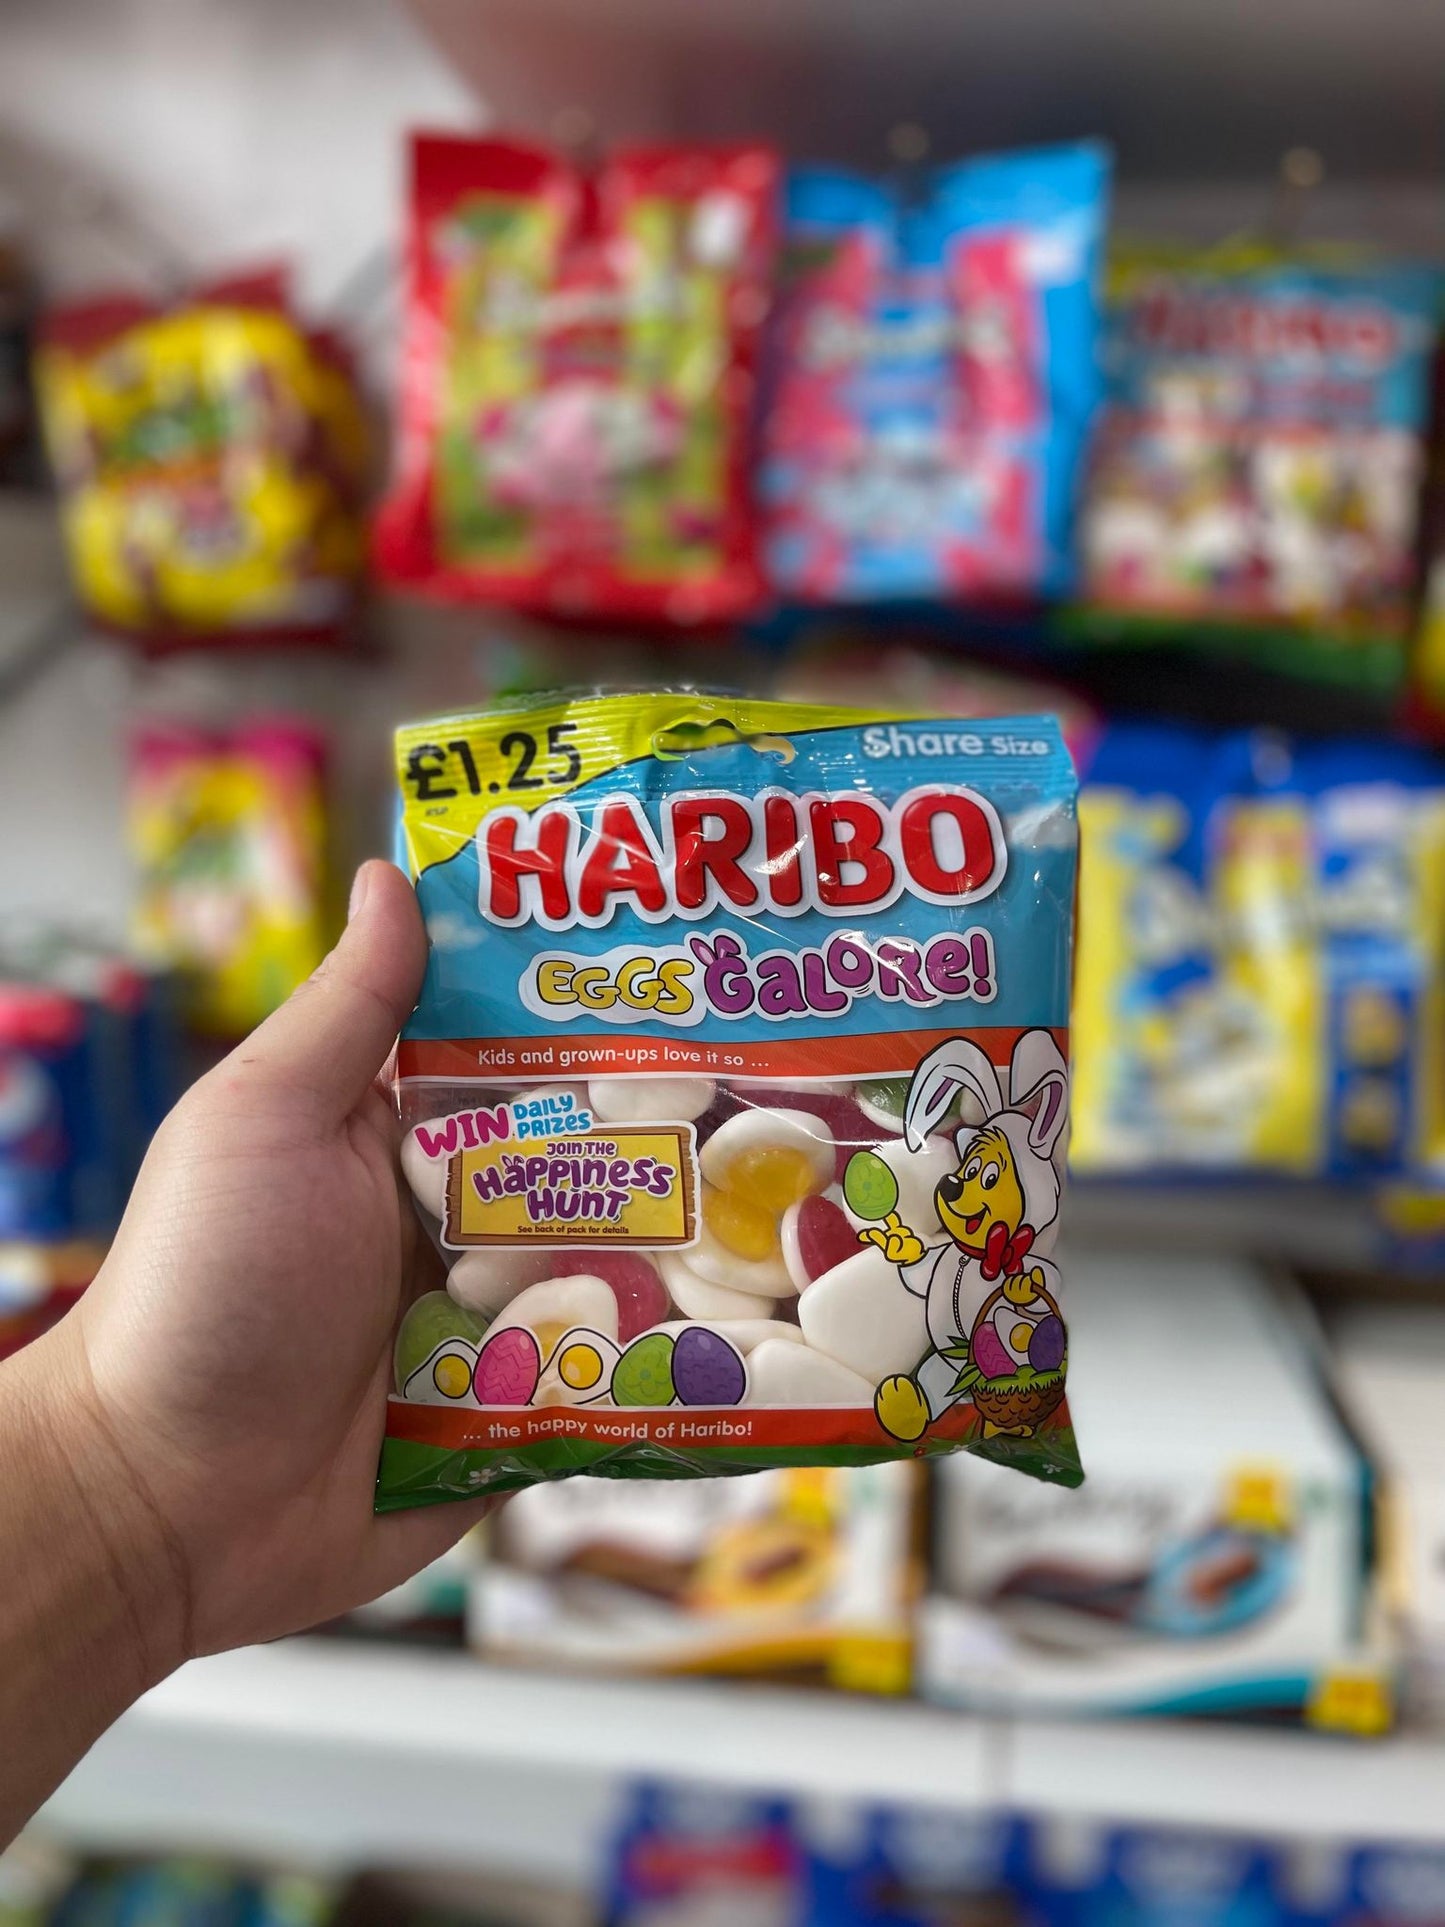 £1.25
RSP
Share Size
HARIBO
EGGS GALORE!
Kids and grown-ups love it so ...
WIN DAILY PRIZES
JOIN THE
HAPPINESS
HUNT
See back of pack for details
... the happy world of Haribo!
HARIBO